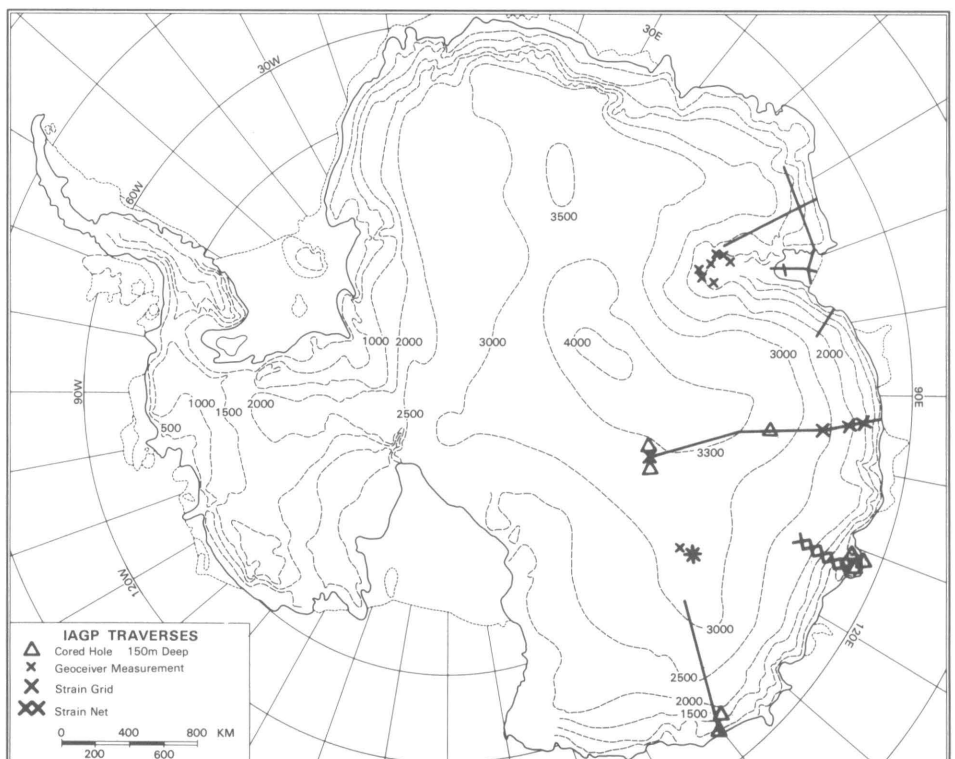 30W
30E
60W
3500
1000 2000
3000
4000
3000 2000
90W
90E
1000
1500
2000
2500
500
3300
120W
120E
3000
2500
2000
1500
IAGP TRAVERSES
Cored Hole 150m Deep
Geoceiver Measurement
Strain Grid
Strain Net
0 400 800 KM
200 600